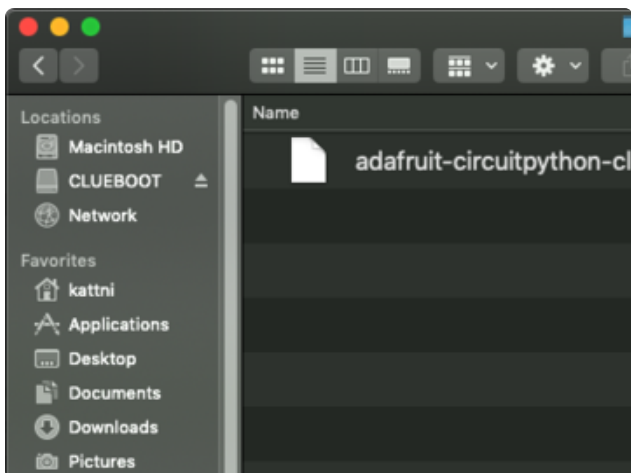 Locations
Macintosh HD
CLUEBOOT
Network
Favorites
kattni
Applications
Desktop
Documents
Downloads
Pictures
Name
adafruit-circuitpython-cl